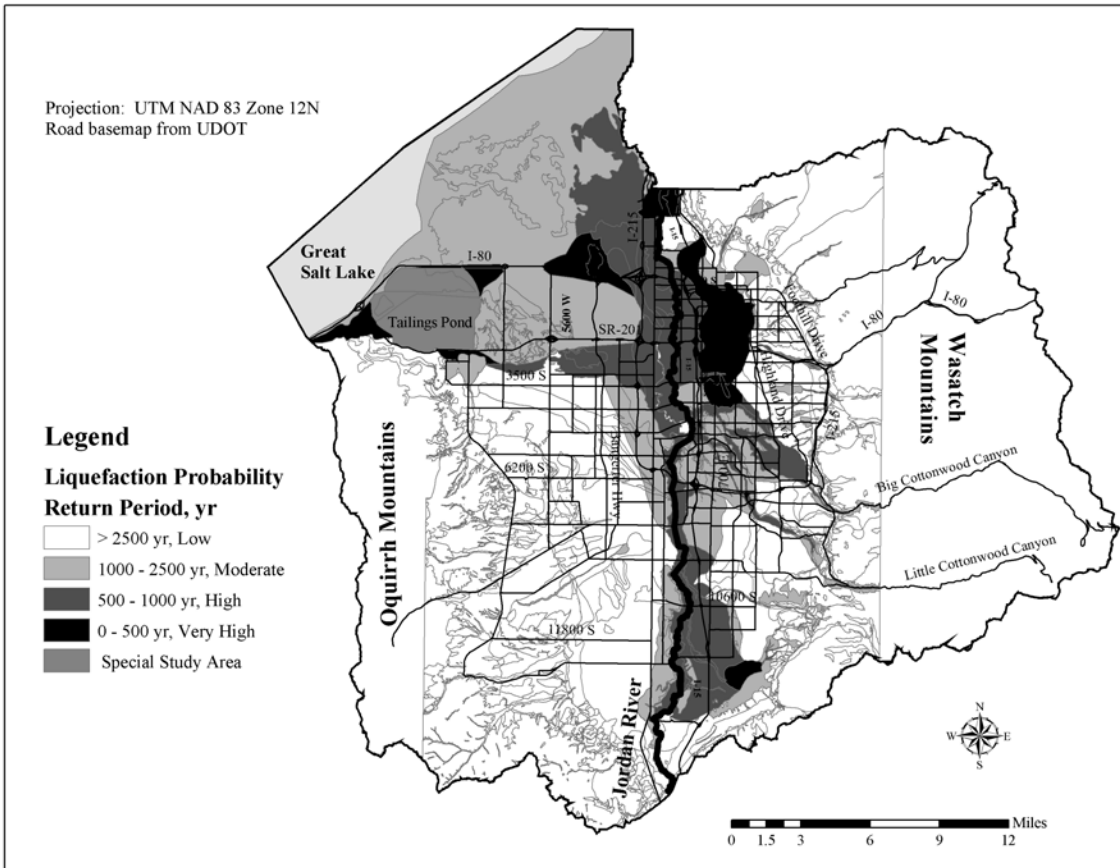 Projection: UTM NAD 83 Zone 12N
Road basemap from UDOT
Great
Salt Lake
I-80
I-215
I-15
Tailings Pond
5600 W
SR-201
Foothill Drive
I-80
I-80
Wasatch
Mountains
3500 S
I-15
Highland Drive
I-215
Legend
Liquefaction Probability
Return Period, yr
> 2500 yr, Low
1000 - 2500 yr, Moderate
500 - 1000 yr, High
0 - 500 yr, Very High
Special Study Area
Oquirrh Mountains
6200 S
Bangerter Hwy
700 E
Big Cottonwood Canyon
Little Cottonwood Canyon
10600 S
11800 S
I-15
Jordan River
N
W
E
S
Miles
0 1.5 3 6 9 12